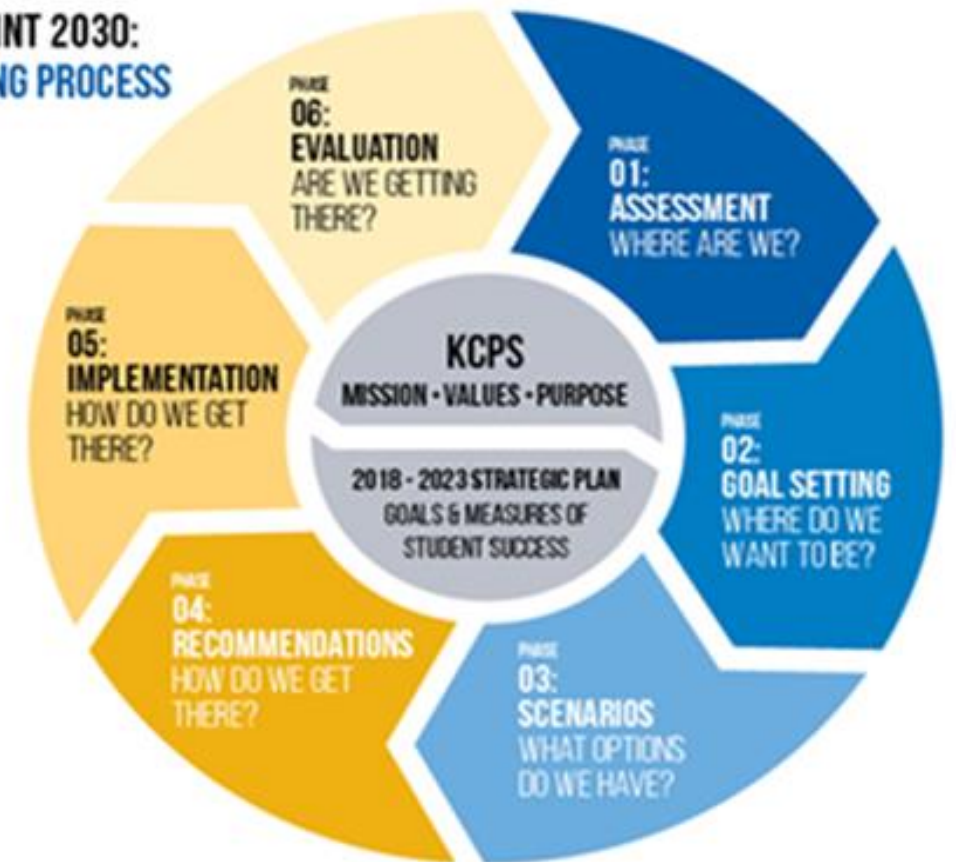 INT 2030:
NG PROCESS
PHASE
01:
ASSESSMENT
WHERE ARE WE?
PHASE
02:
GOAL SETTING
WHERE DO WE
WANT TO BE?
PHASE
03:
SCENARIOS
WHAT OPTIONS
DO WE HAVE?
PHASE
04:
RECOMMENDATIONS
HOW DO WE GET
THERE?
PHASE
05:
IMPLEMENTATION
HOW DO WE GET
THERE?
PHASE
06:
EVALUATION
ARE WE GETTING
THERE?
KCPS
MISSION • VALUES • PURPOSE
2018 - 2023 STRATEGIC PLAN
GOALS & MEASURES OF
STUDENT SUCCESS